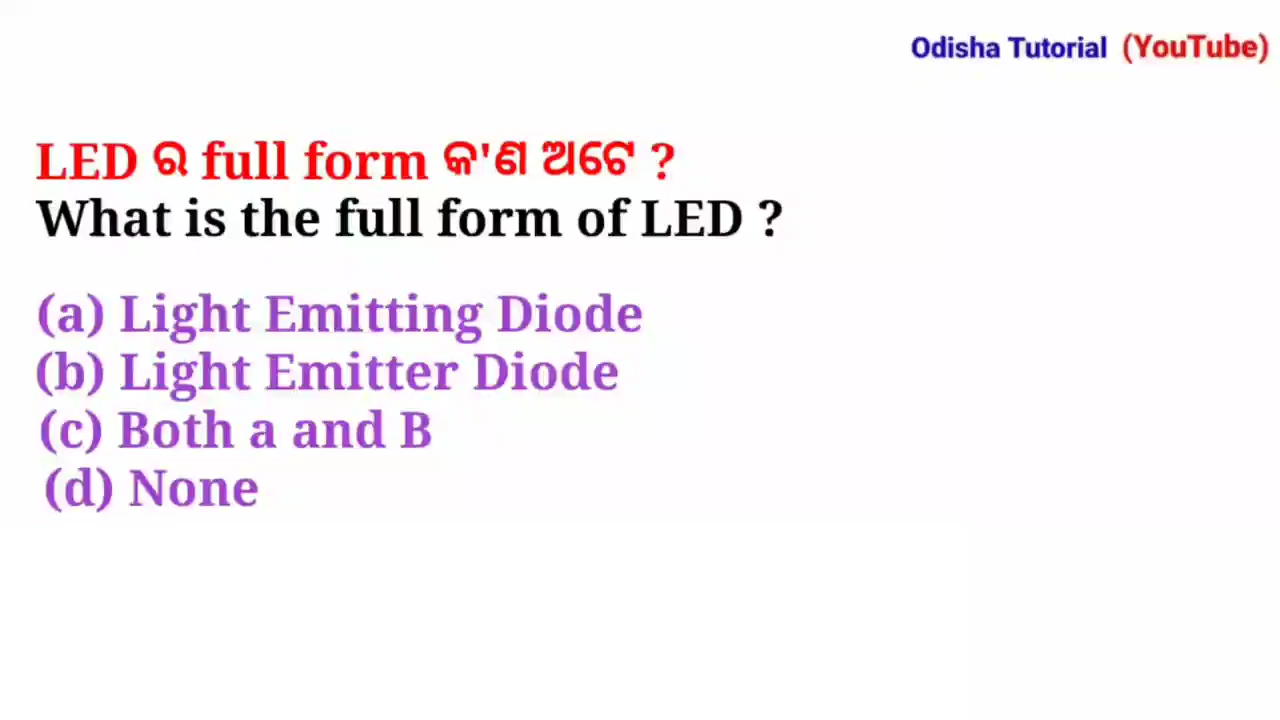 Odisha Tutorial (YouTube)
LED ର full form କ'ଣ ଅଟେ ?
What is the full form of LED ?
(a) Light Emitting Diode
(b) Light Emitter Diode
(c) Both a and B
(d) None